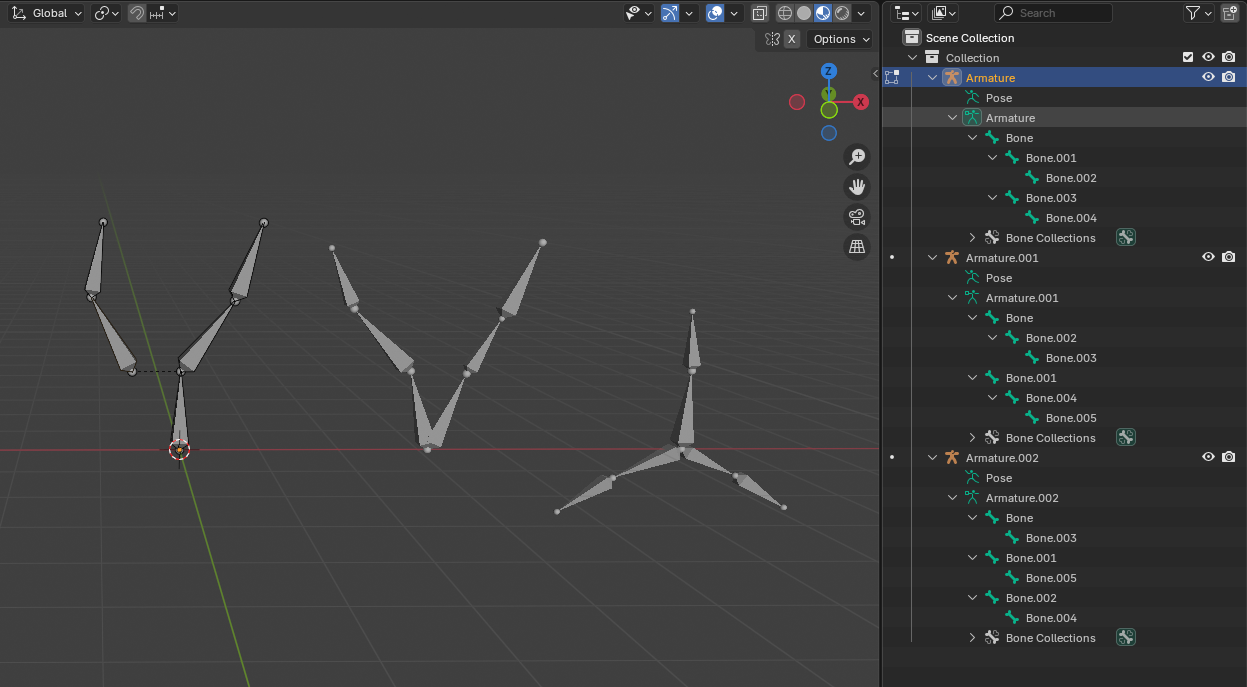 Global
X
Options
Z
Y
X
Search
Scene Collection
Collection
Armature
Pose
Armature
Bone
Bone.001
Bone.002
Bone.003
Bone.004
Bone Collections
Armature.001
Pose
Armature.001
Bone
Bone.002
Bone.003
Bone.001
Bone.004
Bone.005
Bone Collections
Armature.002
Pose
Armature.002
Bone
Bone.003
Bone.001
Bone.005
Bone.002
Bone.004
Bone Collections